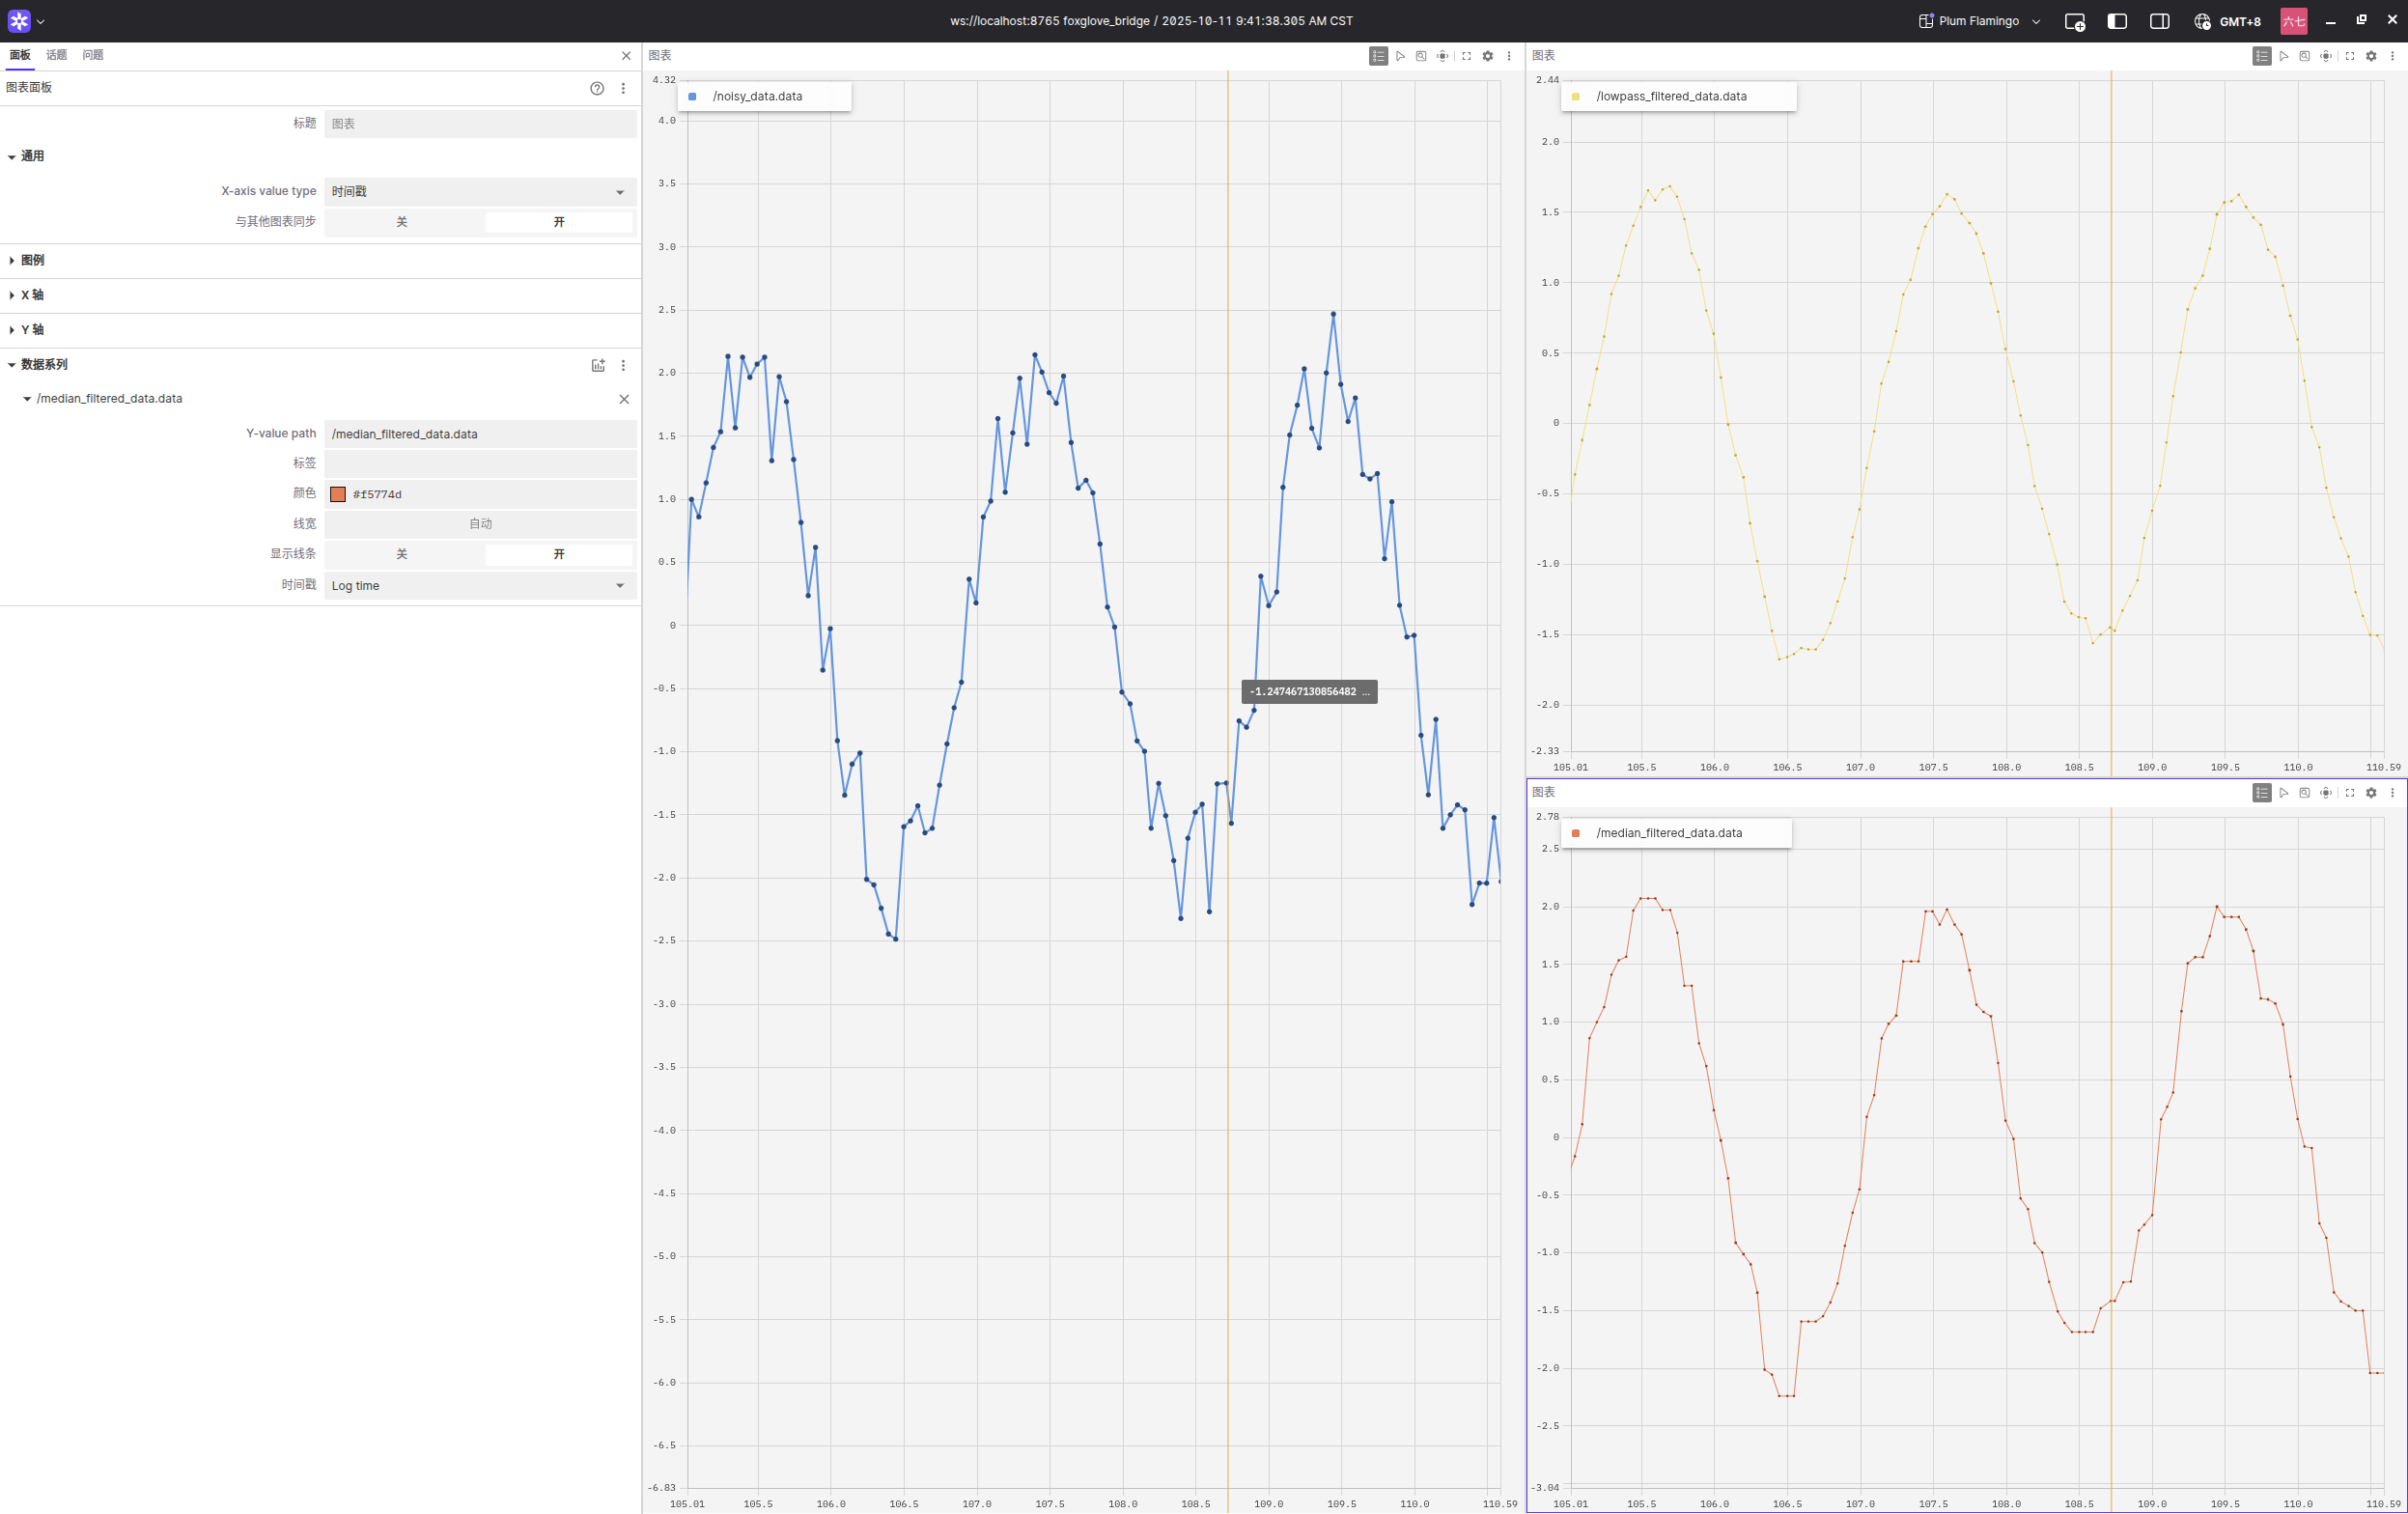 ws://localhost:8765 foxglove_bridge / 2025-10-11 9:41:38.305 AM CST
Plum Flamingo
GMT+8
六七
面板 话题 问题
图表面板
标题 图表
通用
X-axis value type 时间戳
与其他图表同步 关 开
图例
X 轴
Y 轴
数据系列
/median_filtered_data.data
Y-value path /median_filtered_data.data
标签
颜色 #f5774d
线宽 自动
显示线条 关 开
时间戳 Log time
图表
/noisy_data.data
4.32
4.0
3.5
3.0
2.5
2.0
1.5
1.0
0.5
0
-0.5
-1.0
-1.5
-2.0
-2.5
-3.0
-3.5
-4.0
-4.5
-5.0
-5.5
-6.0
-6.5
-6.83
-1.247467130856482 ...
105.01 105.5 106.0 106.5 107.0 107.5 108.0 108.5 109.0 109.5 110.0 110.59
图表
/lowpass_filtered_data.data
2.44
2.0
1.5
1.0
0.5
0
-0.5
-1.0
-1.5
-2.0
-2.33
105.01 105.5 106.0 106.5 107.0 107.5 108.0 108.5 109.0 109.5 110.0 110.59
图表
/median_filtered_data.data
2.78
2.5
2.0
1.5
1.0
0.5
0
-0.5
-1.0
-1.5
-2.0
-2.5
-3.04
105.01 105.5 106.0 106.5 107.0 107.5 108.0 108.5 109.0 109.5 110.0 110.59